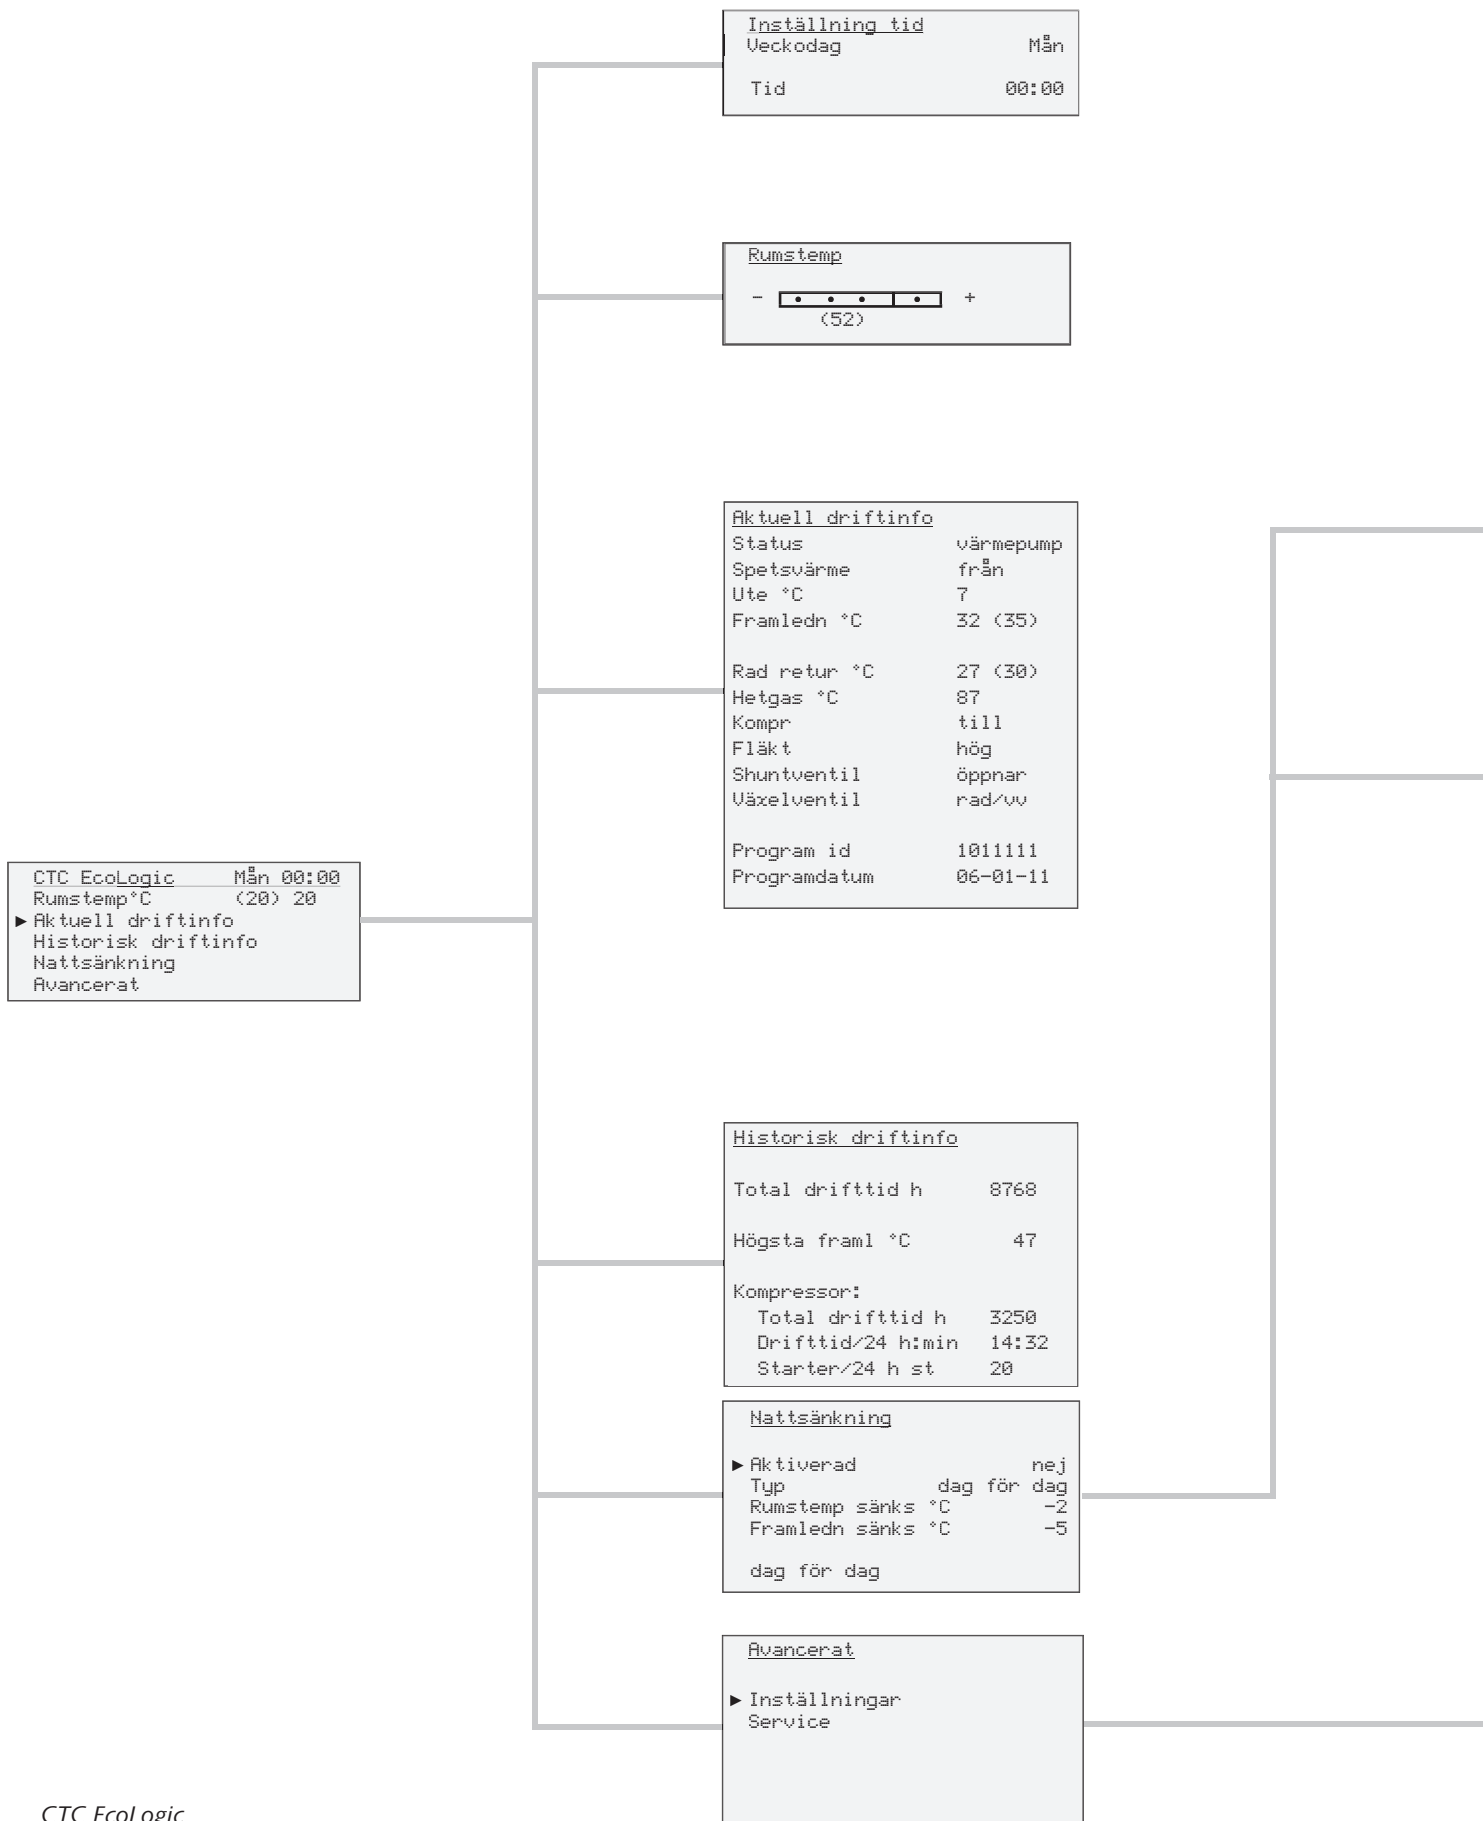 Inställning tid
Veckodag Mån
Tid 00:00
Rumstemp
- +
(52)
Aktuell driftinfo
Status värmepump
Spetsvärme från
Ute °C 7
Framledn °C 32 (35)
Rad retur °C 27 (30)
Hetgas °C 87
Kompr till
Fläkt hög
Shuntventil öppnar
Växelventil rad/vv
Program id 1011111
Programdatum 06-01-11
CTC EcoLogic Mån 00:00
Rumstemp°C (20) 20
►Aktuell driftinfo
Historisk driftinfo
Nattsänkning
Avancerat
Historisk driftinfo
Total drifttid h 8768
Högsta framl °C 47
Kompressor:
Total drifttid h 3250
Drifttid/24 h:min 14:32
Starter/24 h st 20
Nattsänkning
►Aktiverad nej
Typ dag för dag
Rumstemp sänks °C -2
Framledn sänks °C -5
dag för dag
Avancerat
►Inställningar
Service
CTC EcoLogic